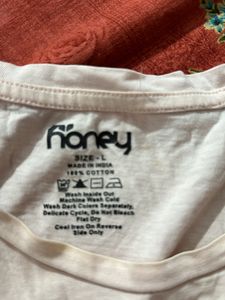 honey
SIZE - L
MADE IN INDIA
100% COTTON
Wash Inside Out
Machine Wash Cold
Wash Dark Colors Separately,
Delicate Cycle, Do Not Bleach
Flat Dry
Cool Iron On Reverse
Side Only